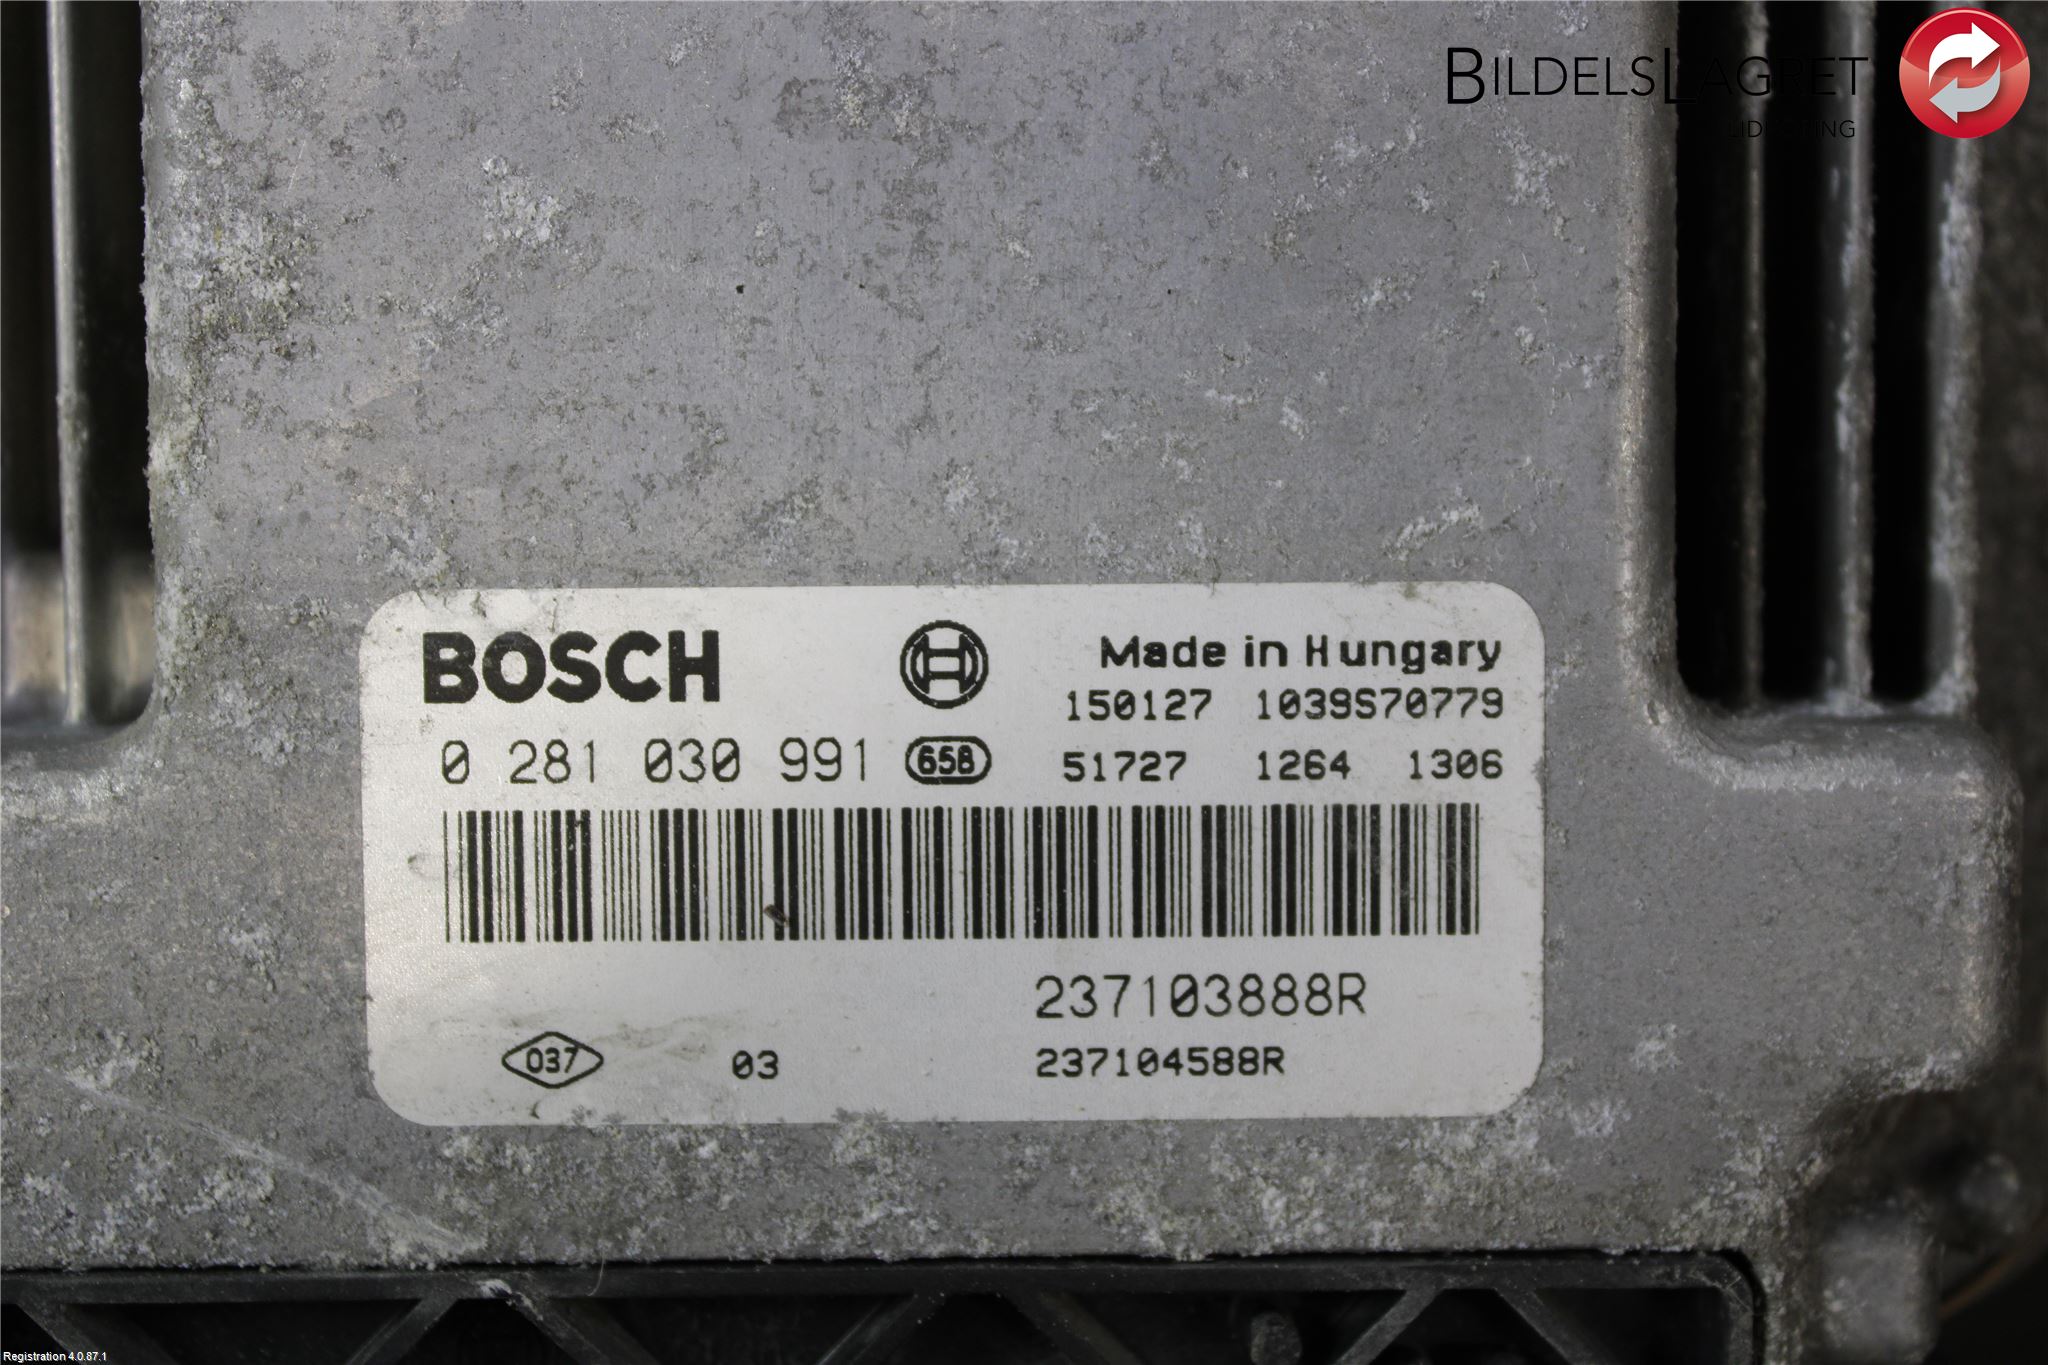 BILDELSLAGRET
LIDKÖPING
BOSCH
Made in Hungary
150127 1039S70779
0 281 030 991 658 51727 1264 1306
237103888R
037 03 237104588R
Registration 4.0.87.1